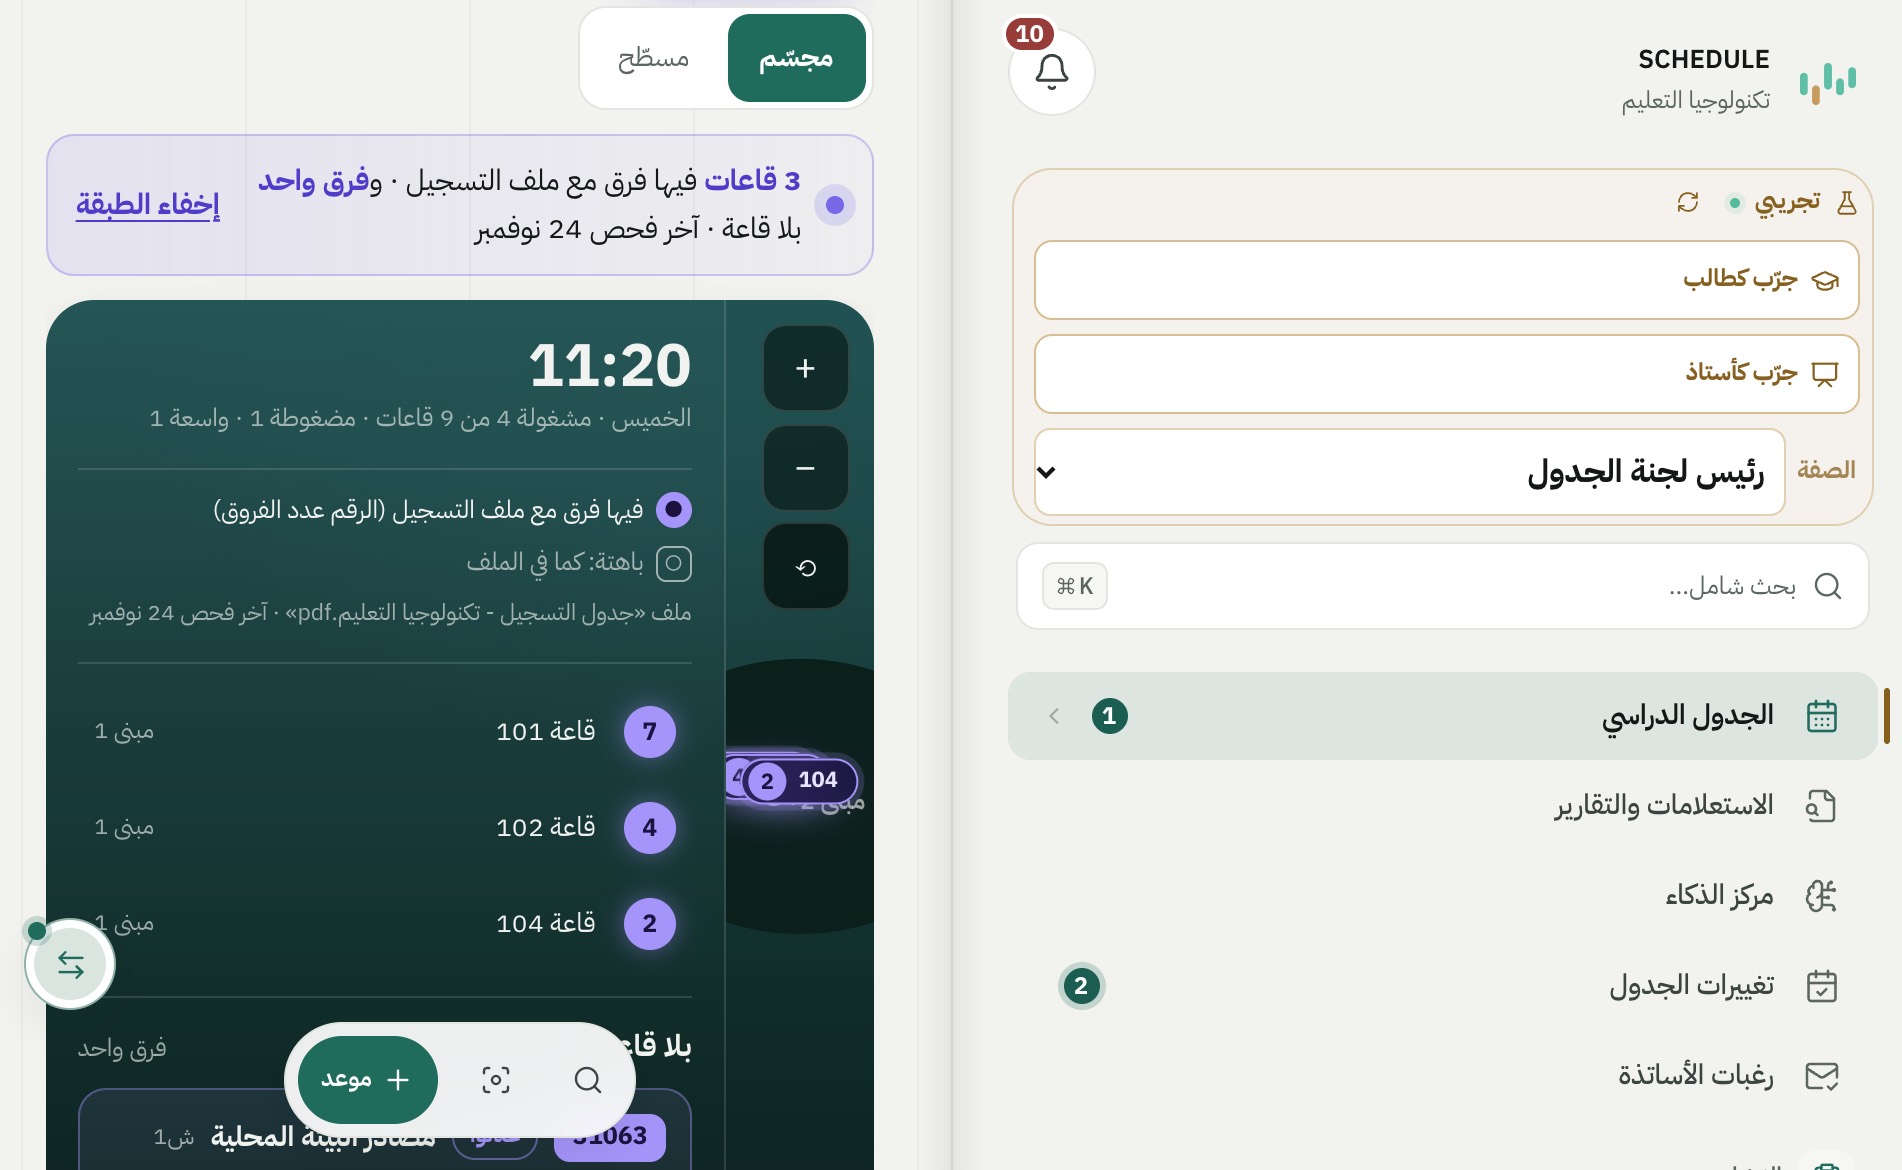 SCHEDULE
تكنولوجيا التعليم
10
تجريبي
جرّب كطالب
جرّب كأستاذ
الصفة
رئيس لجنة الجدول
بحث شامل...
⌘K
الجدول الدراسي
1
الاستعلامات والتقارير
مركز الذكاء
تغييرات الجدول
2
رغبات الأساتذة
مجسّم
مسطّح
3 قاعات فيها فرق مع ملف التسجيل · وفرق واحد
بلا قاعة · آخر فحص 24 نوفمبر
إخفاء الطبقة
+
−
104 2
4
مبنى 2
11:20
الخميس · مشغولة 4 من 9 قاعات · مضغوطة 1 · واسعة 1
فيها فرق مع ملف التسجيل (الرقم عدد الفروق)
باهتة: كما في الملف
ملف «جدول التسجيل - تكنولوجيا التعليم.pdf» · آخر فحص 24 نوفمبر
7 قاعة 101 مبنى 1
4 قاعة 102 مبنى 1
2 قاعة 104 مبنى 1
بلا
فرق واحد
+ موعد
مصادر البيئة المحلية
ش1